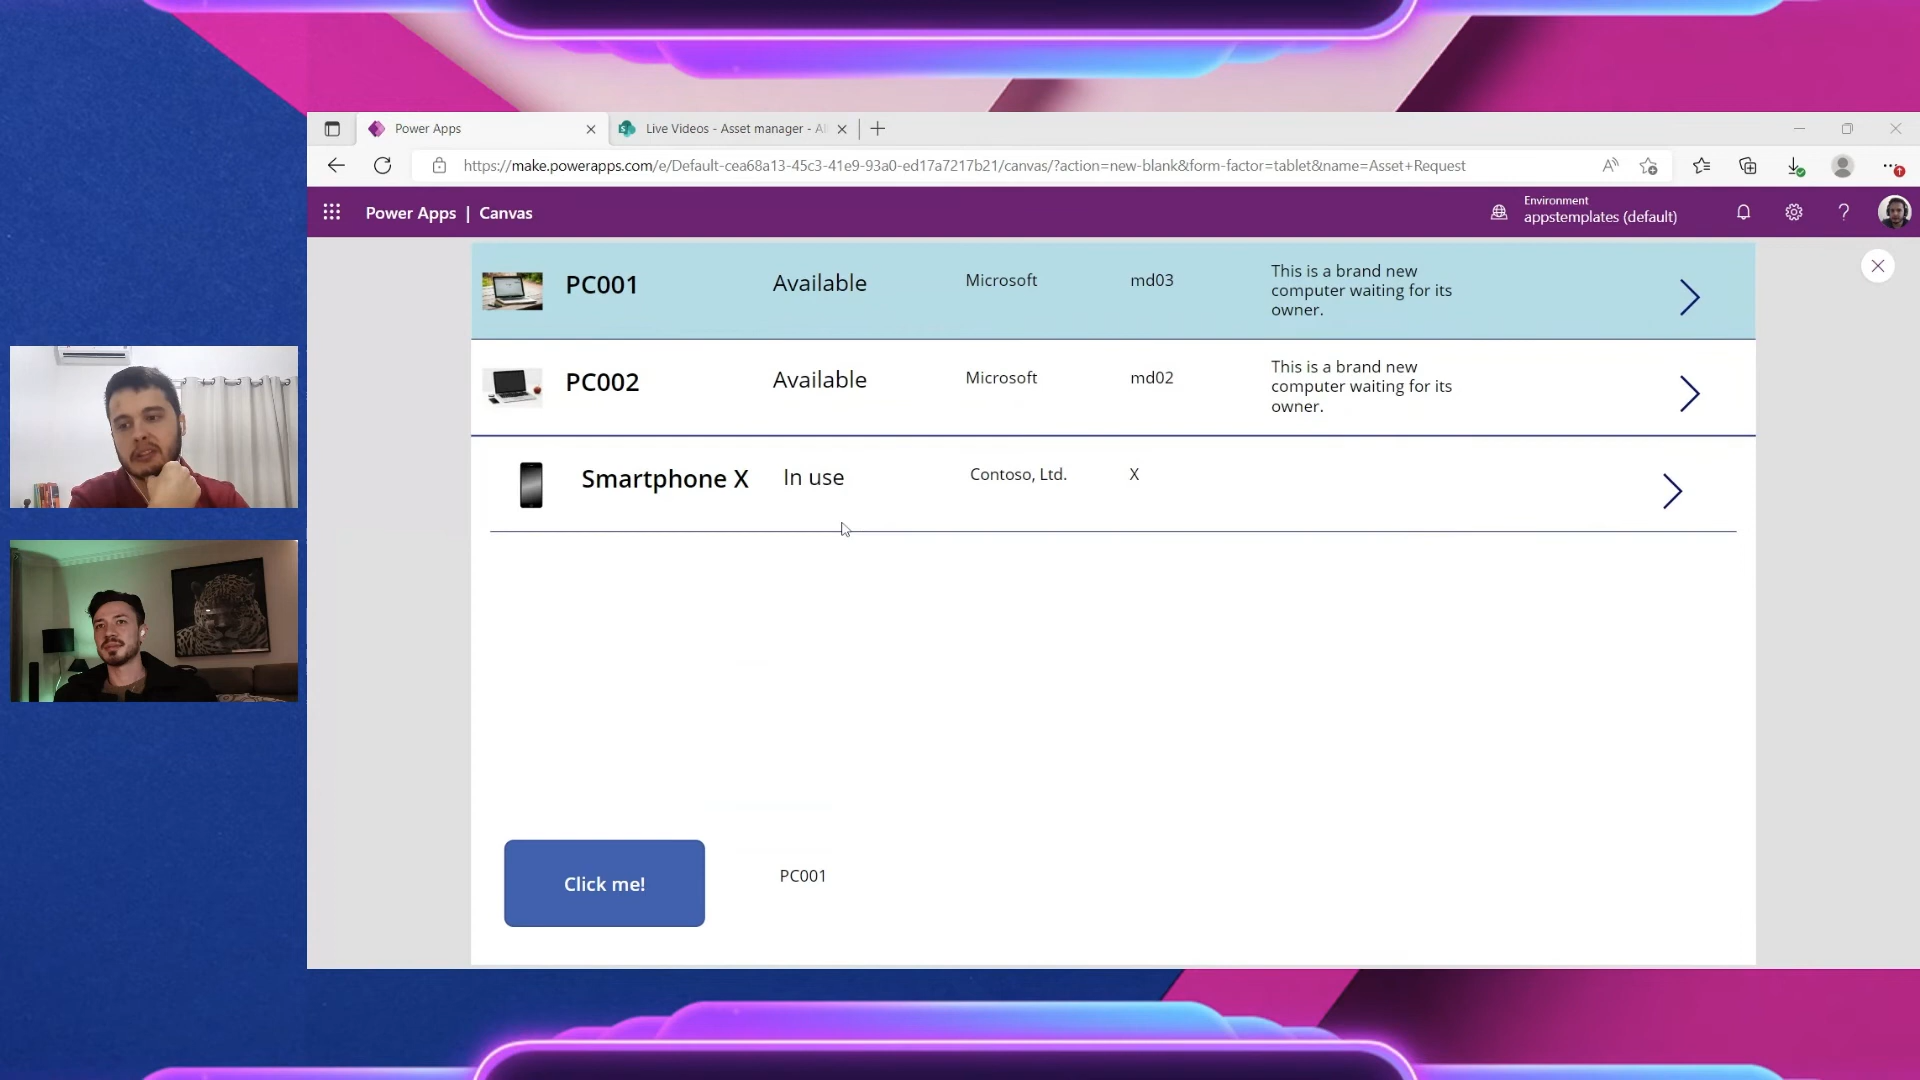 Power Apps
Live Videos - Asset manager - Al
https://make.powerapps.com/e/Default-cea68a13-45c3-41e9-93a0-ed17a7217b21/canvas/?action=new-blank&form-factor=tablet&name=Asset+Request
Power Apps | Canvas
Environment
appstemplates (default)
PC001
Available
Microsoft
md03
This is a brand new
computer waiting for its
owner.
PC002
Available
Microsoft
md02
This is a brand new
computer waiting for its
owner.
Smartphone X
In use
Contoso, Ltd.
X
Click me!
PC001